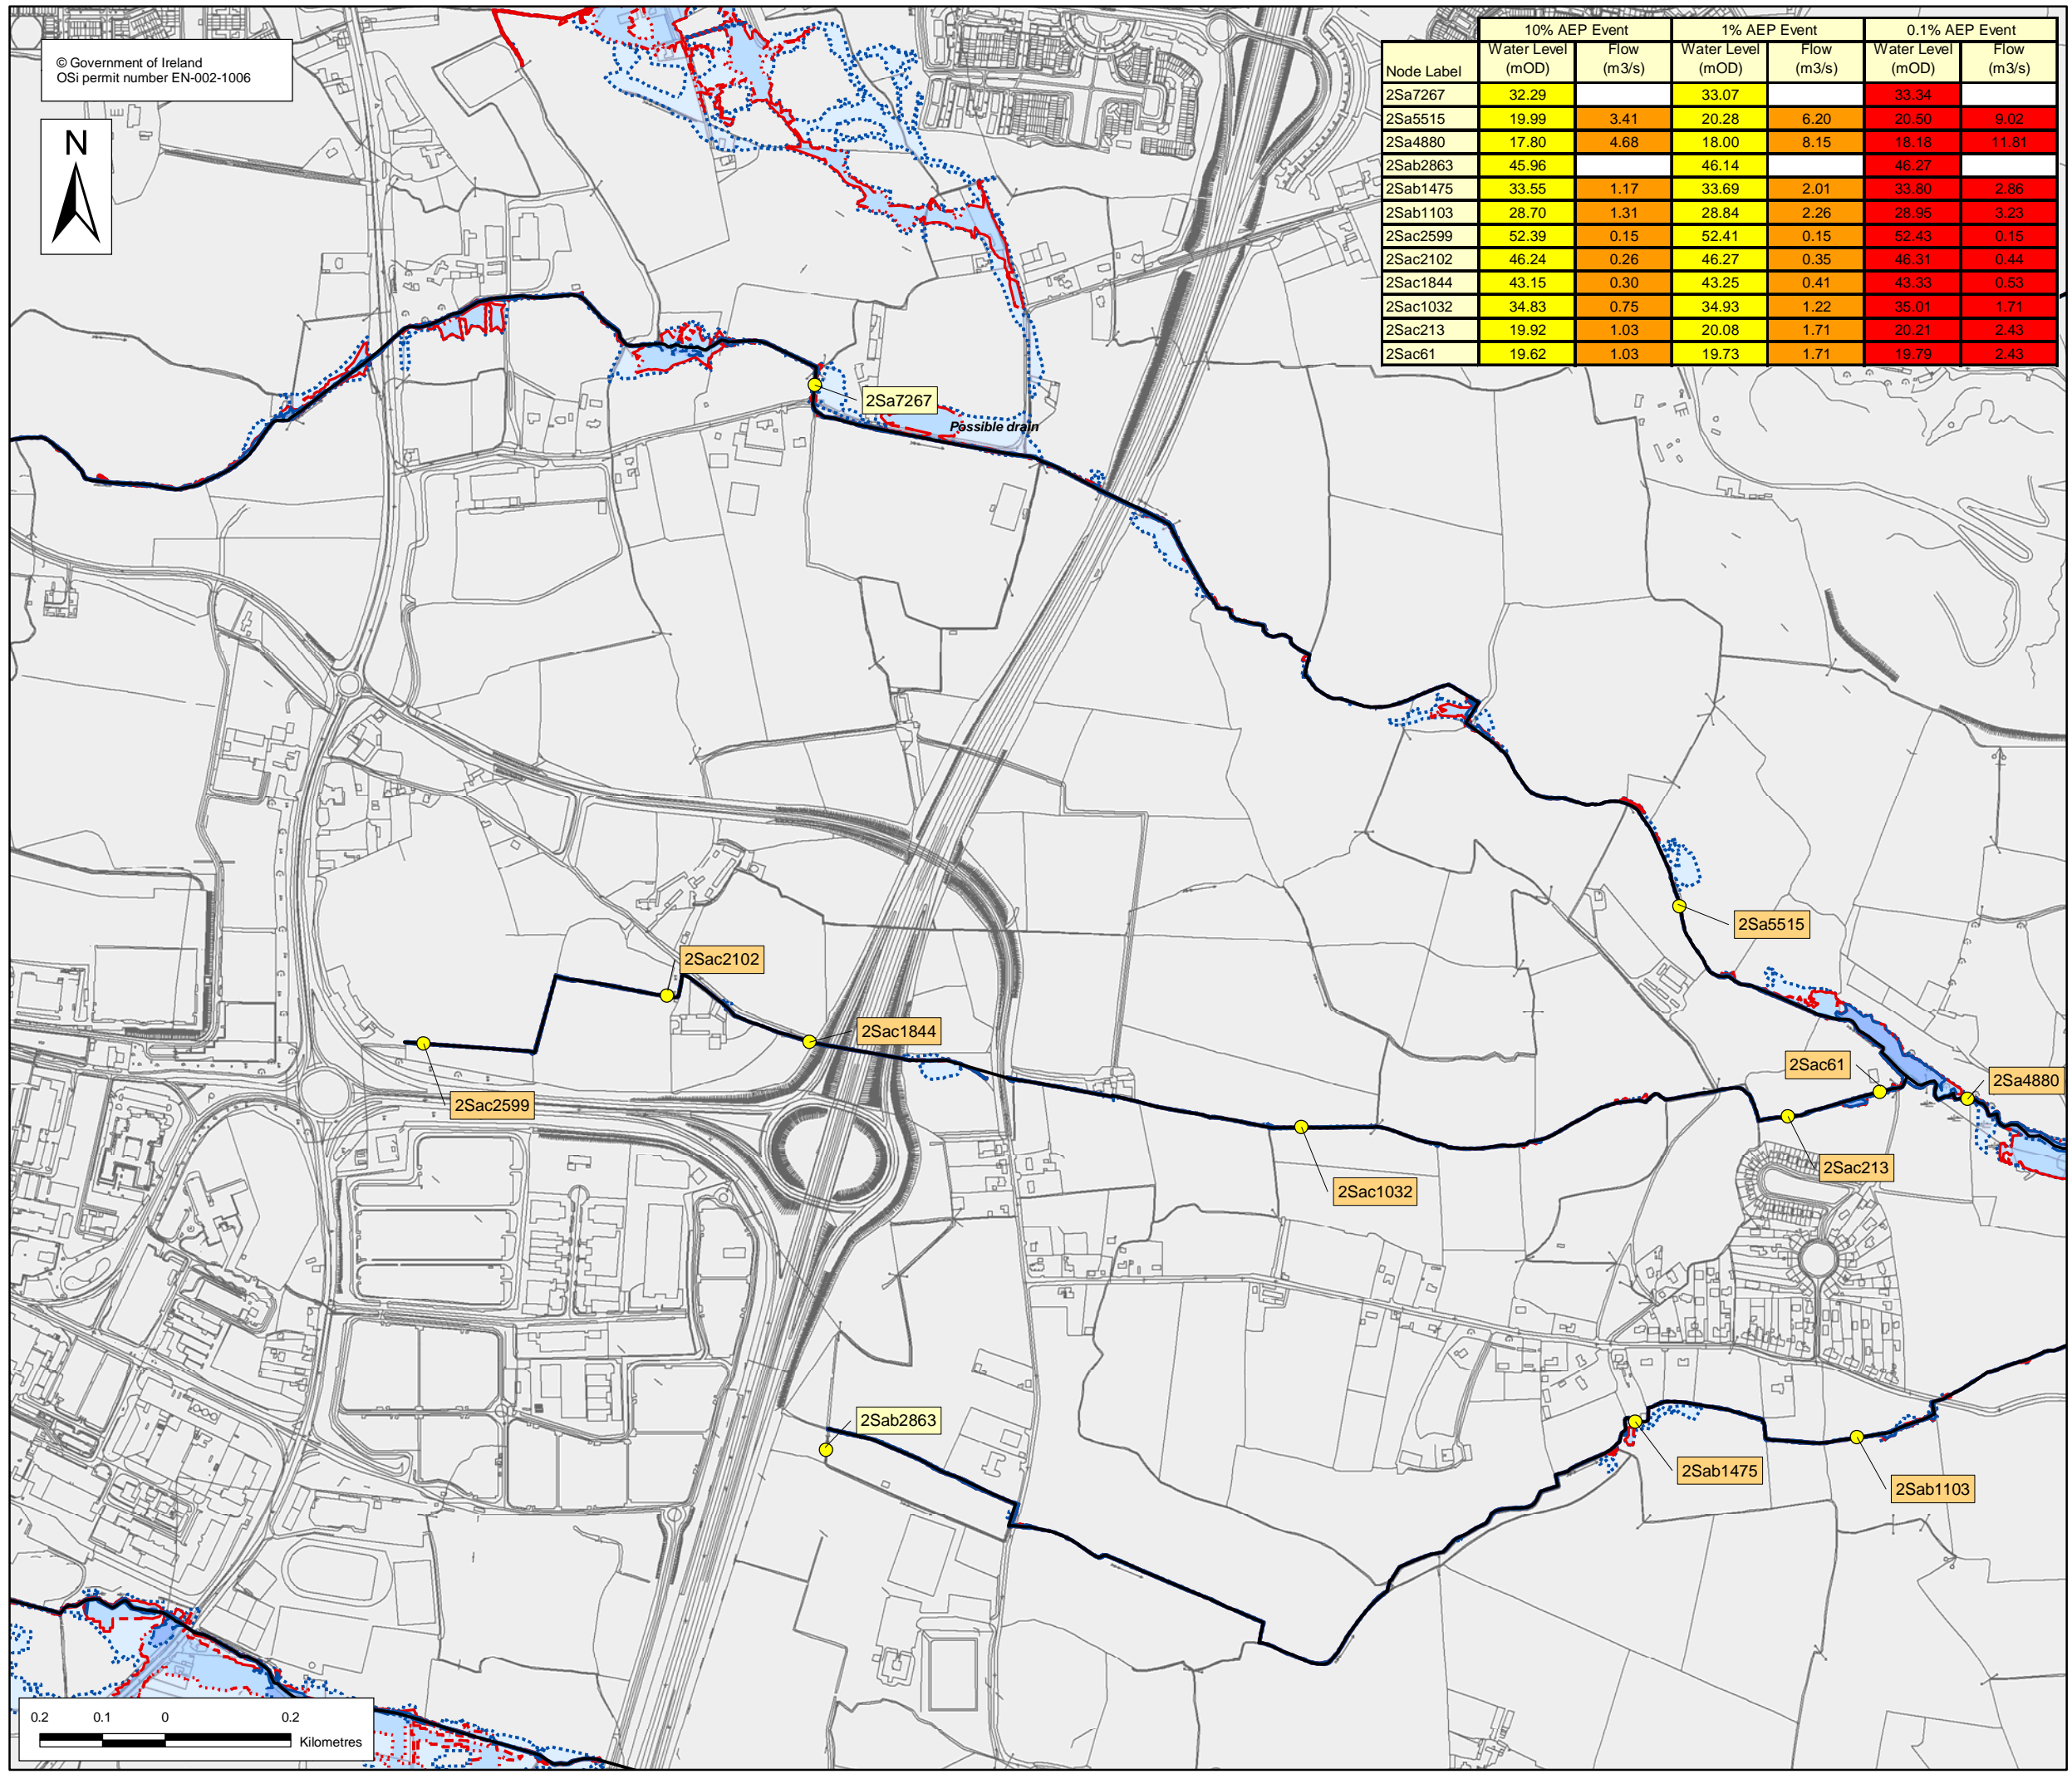 © Government of Ireland
OSi permit number EN-002-1006
N
10% AEP Event 1% AEP Event 0.1% AEP Event
Node Label Water Level (mOD) Flow (m3/s) Water Level (mOD) Flow (m3/s) Water Level (mOD) Flow (m3/s)
2Sa7267 32.29 33.07 33.34
2Sa5515 19.99 3.41 20.28 6.20 20.50 9.02
2Sa4880 17.80 4.68 18.00 8.15 18.18 11.81
2Sab2863 45.96 46.14 46.27
2Sab1475 33.55 1.17 33.69 2.01 33.80 2.86
2Sab1103 28.70 1.31 28.84 2.26 28.95 3.23
2Sac2599 52.39 0.15 52.41 0.15 52.43 0.15
2Sac2102 46.24 0.26 46.27 0.35 46.31 0.44
2Sac1844 43.15 0.30 43.25 0.41 43.33 0.53
2Sac1032 34.83 0.75 34.93 1.22 35.01 1.71
2Sac213 19.92 1.03 20.08 1.71 20.21 2.43
2Sac61 19.62 1.03 19.73 1.71 19.79 2.43
2Sa7267
Possible drain
2Sa5515
2Sac2102
2Sac1844
2Sac61
2Sa4880
2Sac2599
2Sac213
2Sac1032
2Sab2863
2Sab1475
2Sab1103
0.2 0.1 0 0.2
Kilometres